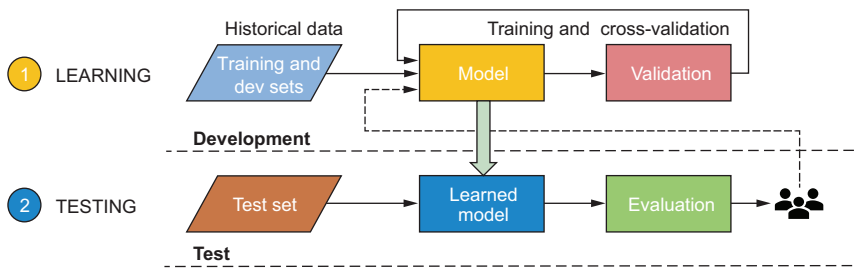 Historical data
Training and cross-validation
1 LEARNING
Training and
dev sets
Model
Validation
Development
2 TESTING
Test set
Learned
model
Evaluation
Test